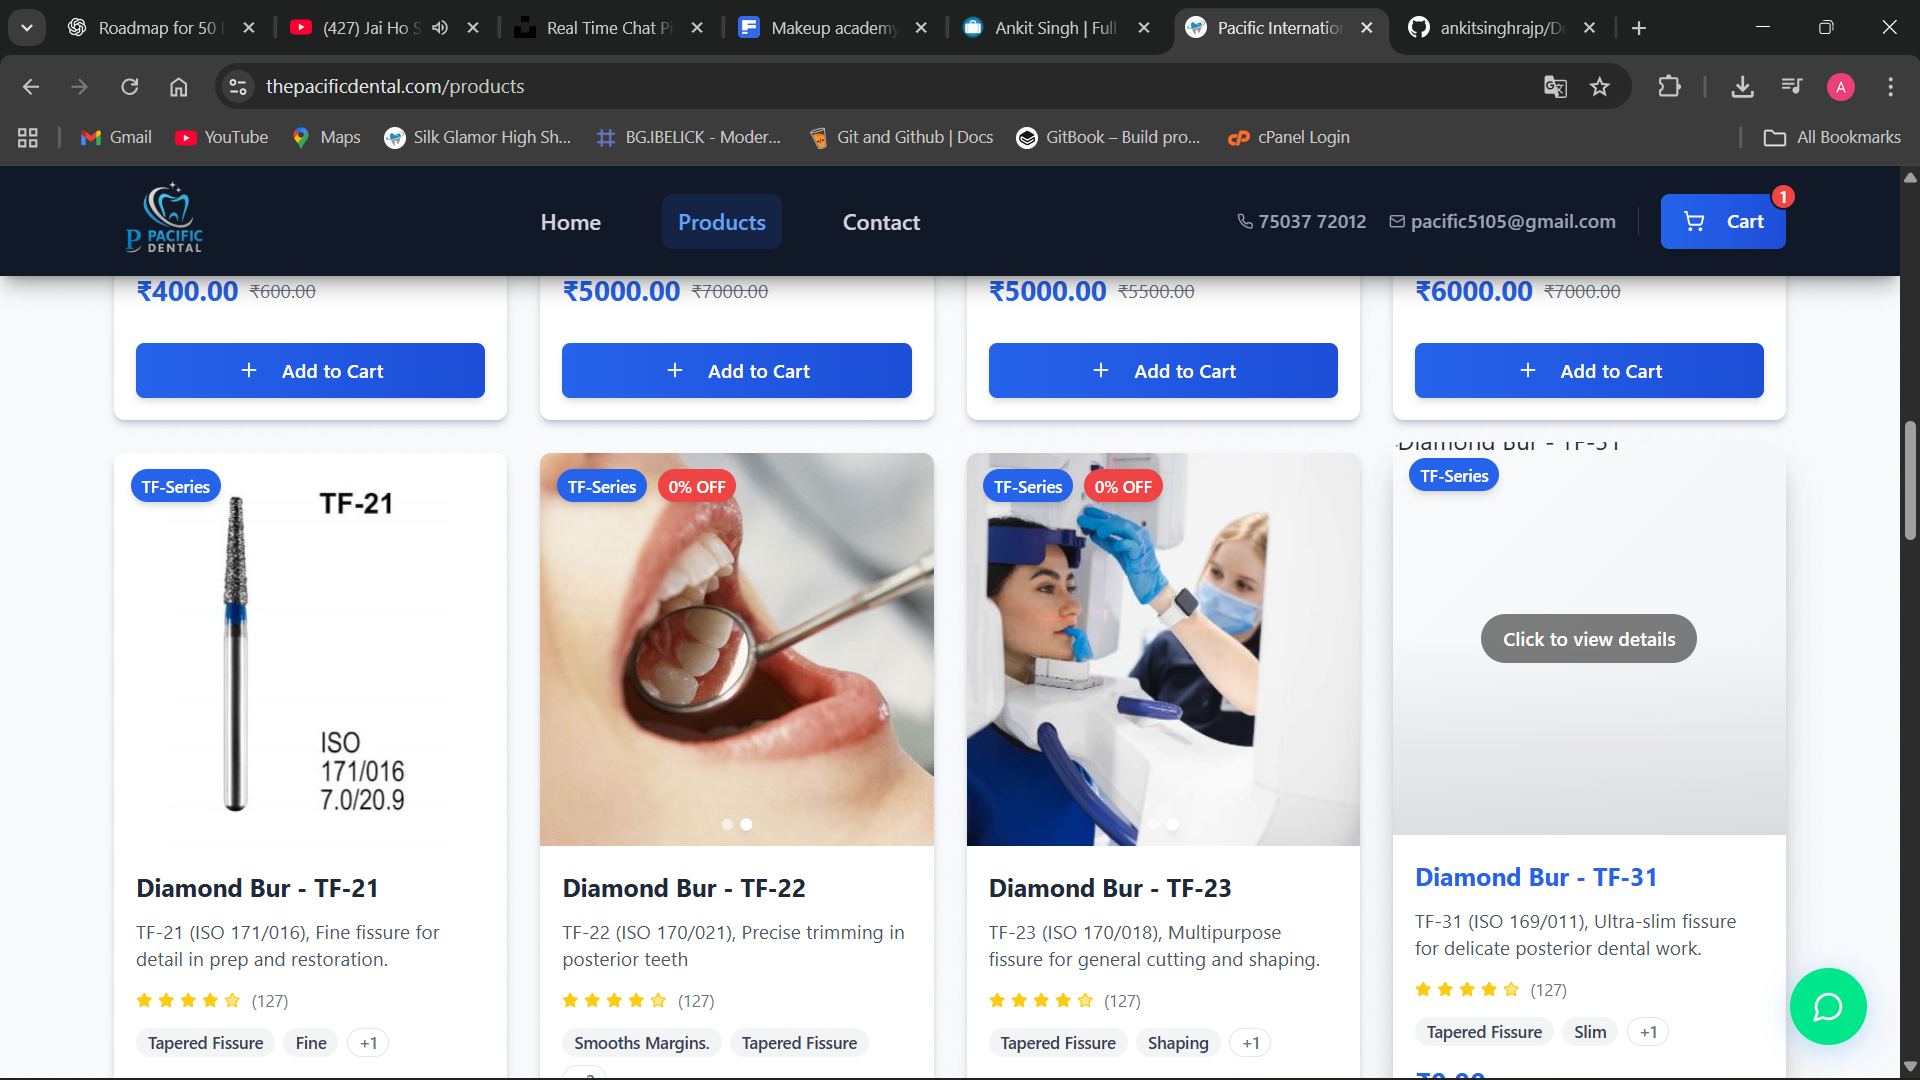 Roadmap for 50
(427) Jai Ho S
Real Time Chat
Makeup academy
Ankit Singh | Full
Pacific Internatio
ankitsinghrajp/D
thepacificdental.com/products
A
Gmail
YouTube
Maps
Silk Glamor High Sh...
BG.IBELICK - Moder...
Git and Github | Docs
GitBook – Build pro...
cPanel Login
All Bookmarks
P PACIFIC
DENTAL
Home
Products
Contact
75037 72012
pacific5105@gmail.com
Cart
1
₹400.00 ₹600.00
₹5000.00 ₹7000.00
₹5000.00 ₹5500.00
₹6000.00 ₹7000.00
+ Add to Cart
+ Add to Cart
+ Add to Cart
+ Add to Cart
TF-Series
TF-21
ISO
171/016
7.0/20.9
TF-Series
0% OFF
TF-Series
0% OFF
Diamond Bur - TF-31
TF-Series
Click to view details
Diamond Bur - TF-21
TF-21 (ISO 171/016), Fine fissure for
detail in prep and restoration.
(127)
Tapered Fissure
Fine
+1
Diamond Bur - TF-22
TF-22 (ISO 170/021), Precise trimming in
posterior teeth
(127)
Smooths Margins.
Tapered Fissure
Diamond Bur - TF-23
TF-23 (ISO 170/018), Multipurpose
fissure for general cutting and shaping.
(127)
Tapered Fissure
Shaping
+1
Diamond Bur - TF-31
TF-31 (ISO 169/011), Ultra-slim fissure
for delicate posterior dental work.
(127)
Tapered Fissure
Slim
+1